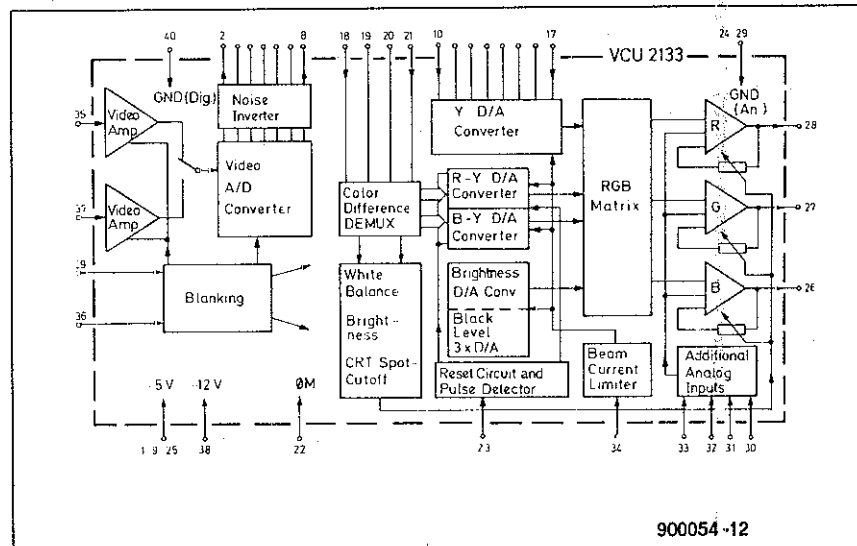 40
2
8
18
19
20
21
10
17
24
29
VCU 2133
GND (Dig.)
GND
(An)
Noise
Inverter
Y D/A
Converter
Video
Amp
35
R
28
Video
A/D
Converter
Color
Difference
DEMUX
R-Y D/A
Converter
B-Y D/A
Converter
RGB
Matrix
Video
Amp
G
27
Blanking
36
White
Balance
Bright-
ness
CRT Spot-
Cutoff
Brightness
D/A Conv
Black
Level
3 x D/A
B
26
Reset Circuit and
Pulse Detector
Beam
Current
Limiter
Additional
Analog
Inputs
5 V
12 V
ØM
1 9 25
38
22
23
34
33
32
31
30
900054-12